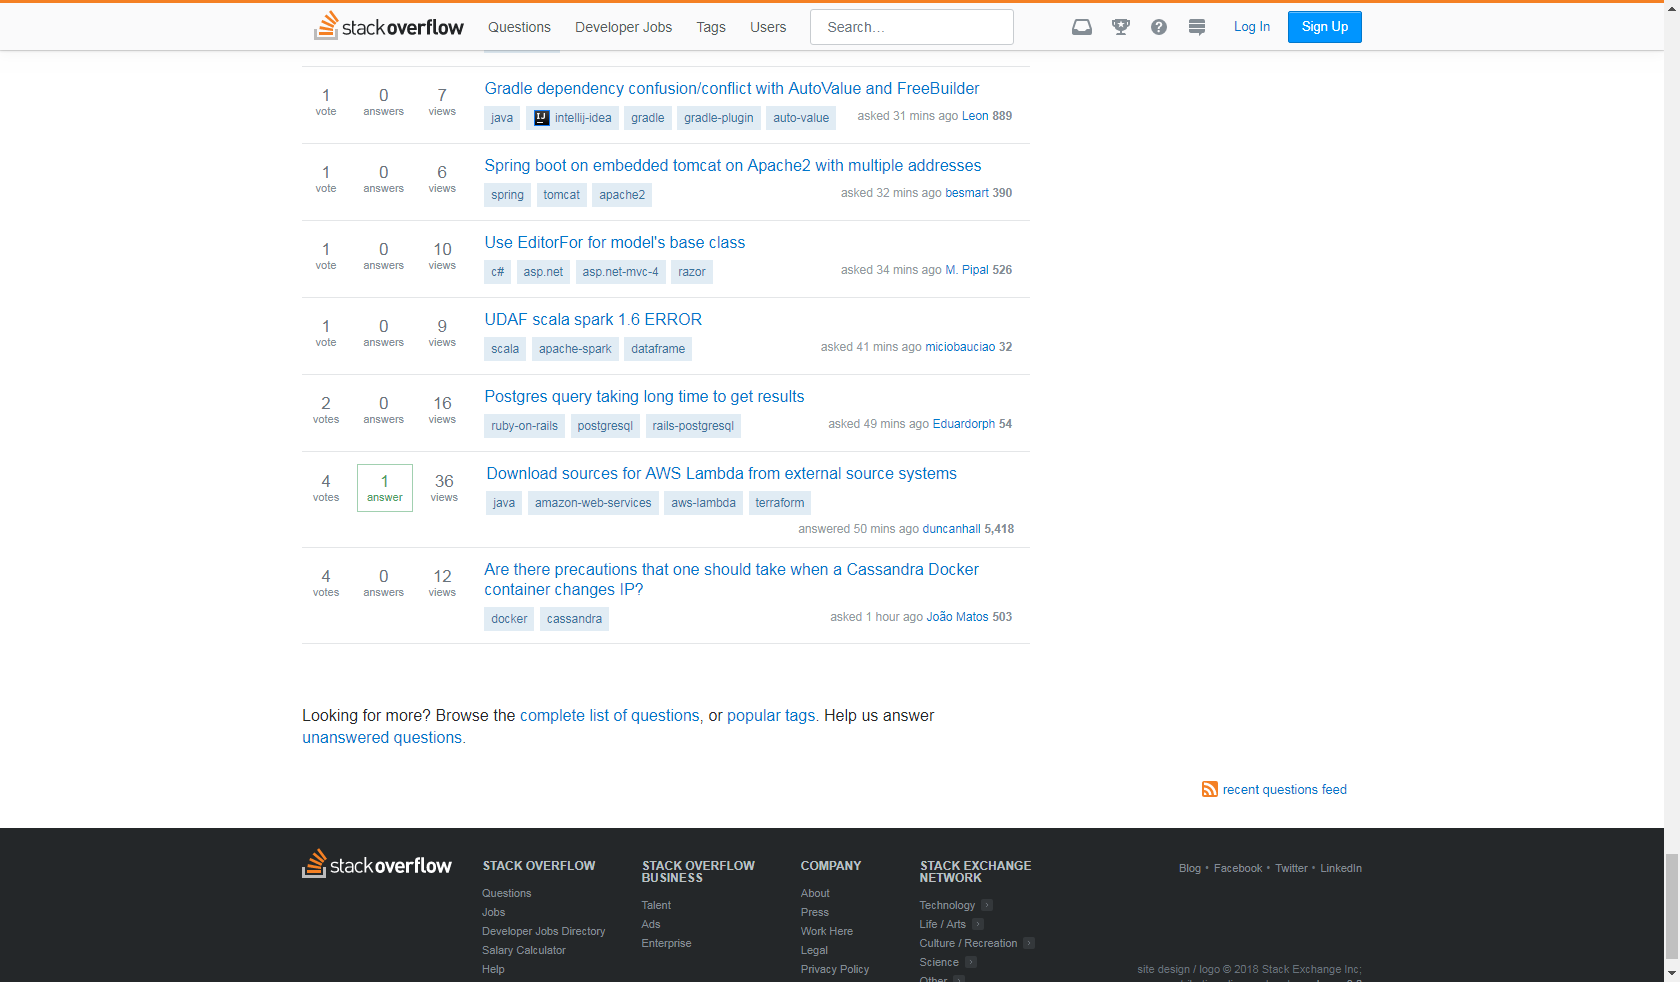 stackoverflow Questions Developer Jobs Tags Users Search... Log In Sign Up
1 0 7 Gradle dependency confusion/conflict with AutoValue and FreeBuilder
vote answers views java intellij-idea gradle gradle-plugin auto-value asked 31 mins ago Leon 889
1 0 6 Spring boot on embedded tomcat on Apache2 with multiple addresses
vote answers views spring tomcat apache2 asked 32 mins ago besmart 390
1 0 10 Use EditorFor for model's base class
vote answers views c# asp.net asp.net-mvc-4 razor asked 34 mins ago M. Pipal 526
1 0 9 UDAF scala spark 1.6 ERROR
vote answers views scala apache-spark dataframe asked 41 mins ago miciobauciao 32
2 0 16 Postgres query taking long time to get results
votes answers views ruby-on-rails postgresql rails-postgresql asked 49 mins ago Eduardorph 54
4 1 36 Download sources for AWS Lambda from external source systems
votes answer views java amazon-web-services aws-lambda terraform
answered 50 mins ago duncanhall 5,418
4 0 12 Are there precautions that one should take when a Cassandra Docker
votes answers views container changes IP?
docker cassandra asked 1 hour ago João Matos 503
Looking for more? Browse the complete list of questions, or popular tags. Help us answer
unanswered questions.
recent questions feed
stackoverflow
STACK OVERFLOW
Questions
Jobs
Developer Jobs Directory
Salary Calculator
Help
STACK OVERFLOW
BUSINESS
Talent
Ads
Enterprise
COMPANY
About
Press
Work Here
Legal
Privacy Policy
STACK EXCHANGE
NETWORK
Technology
Life / Arts
Culture / Recreation
Science
Other
Blog • Facebook • Twitter • LinkedIn
site design / logo © 2018 Stack Exchange Inc;